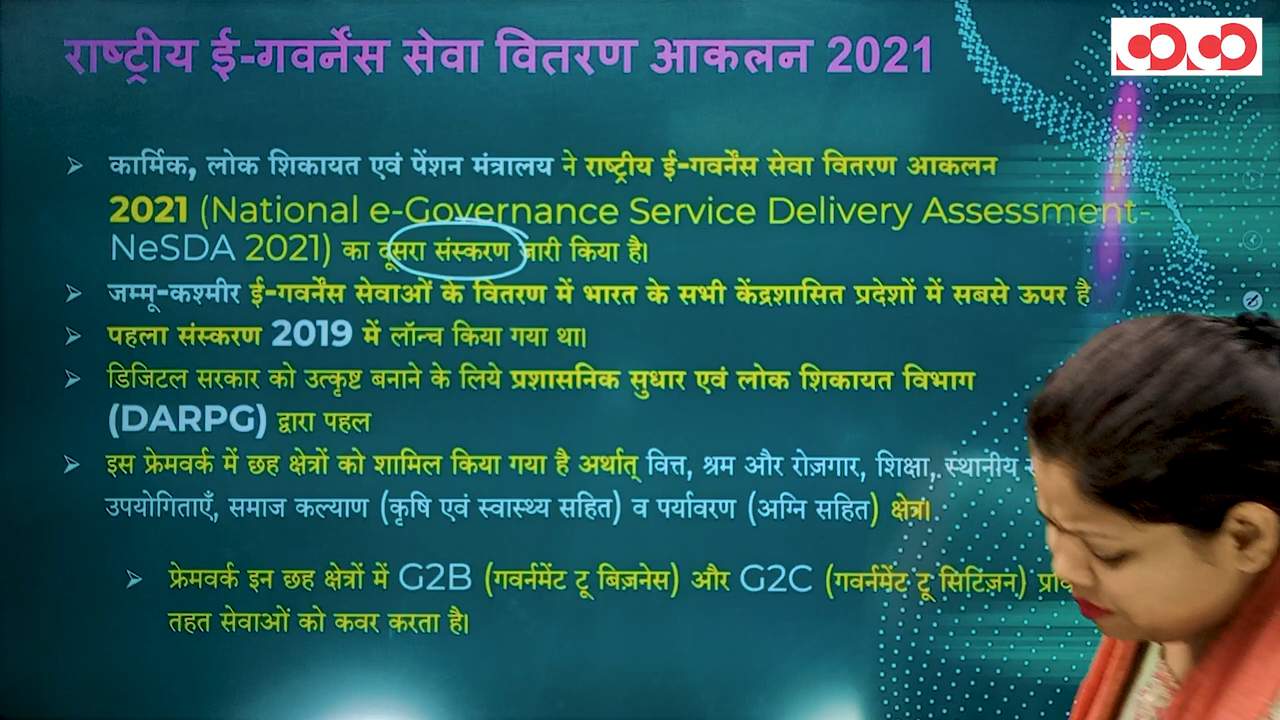 राष्ट्रीय ई-गवर्नेंस सेवा वितरण आकलन 2021
➢ कार्मिक, लोक शिकायत एवं पेंशन मंत्रालय ने राष्ट्रीय ई-गवर्नेंस सेवा वितरण आकलन
2021 (National e-Governance Service Delivery Assessment-
NeSDA 2021) का दूसरा संस्करण जारी किया है।
➢ जम्मू-कश्मीर ई-गवर्नेंस सेवाओं के वितरण में भारत के सभी केंद्रशासित प्रदेशों में सबसे ऊपर है
➢ पहला संस्करण 2019 में लॉन्च किया गया था।
➢ डिजिटल सरकार को उत्कृष्ट बनाने के लिये प्रशासनिक सुधार एवं लोक शिकायत विभाग
(DARPG) द्वारा पहल
➢ इस फ्रेमवर्क में छह क्षेत्रों को शामिल किया गया है अर्थात् वित्त, श्रम और रोज़गार, शिक्षा, स्थानीय
उपयोगिताएँ, समाज कल्याण (कृषि एवं स्वास्थ्य सहित) व पर्यावरण (अग्नि सहित) क्षेत्र।
➢ फ्रेमवर्क इन छह क्षेत्रों में G2B (गवर्नमेंट टू बिज़नेस) और G2C (गवर्नमेंट टू सिटिज़न)
तहत सेवाओं को कवर करता है।